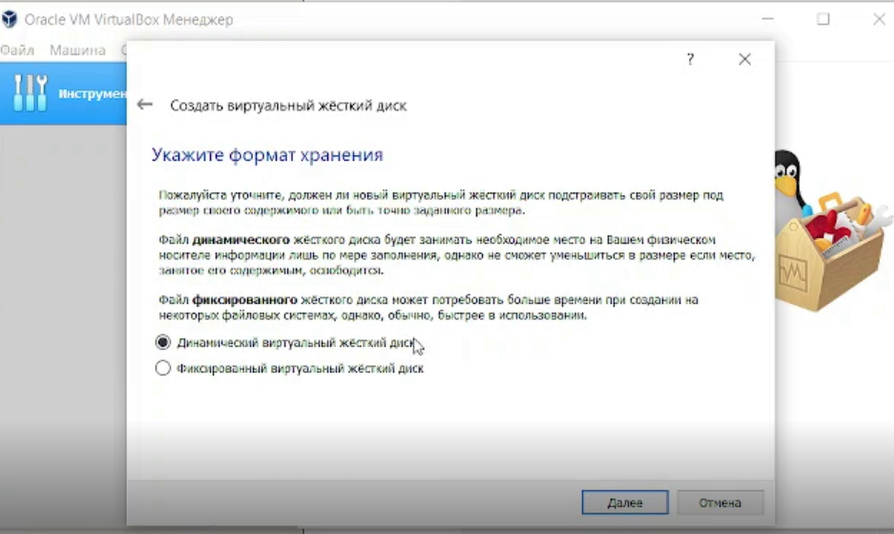 Oracle VM VirtualBox Менеджер
Файл Машина
Инструмен
?
Создать виртуальный жёсткий диск
Укажите формат хранения
Пожалуйста уточните, должен ли новый виртуальный жёсткий диск подстраивать свой размер под
размер своего содержимого или быть точно заданного размера.
Файл динамического жёсткого диска будет занимать необходимое место на Вашем физическом
носителе информации лишь по мере заполнения, однако не сможет уменьшиться в размере если место,
занятое его содержимым, освободится.
Файл фиксированного жёсткого диска может потребовать больше времени при создании на
некоторых файловых системах, однако, обычно, быстрее в использовании.
Динамический виртуальный жёсткий диск
Фиксированный виртуальный жёсткий диск
Далее Отмена